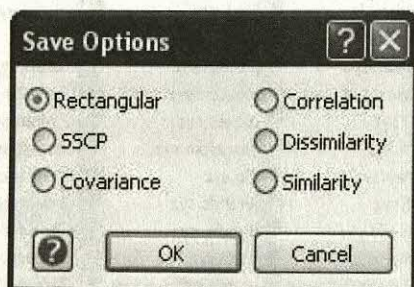 Save Options
Rectangular
Correlation
SSCP
Dissimilarity
Covariance
Similarity
OK
Cancel